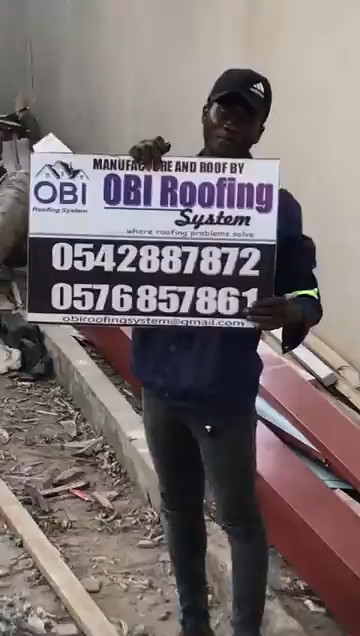 MANUFACTURE AND ROOF BY
OBI
Roofing System
OBI Roofing
System
where roofing problems solve
0542887872
0576857861
obiroofingsystem@gmail.com